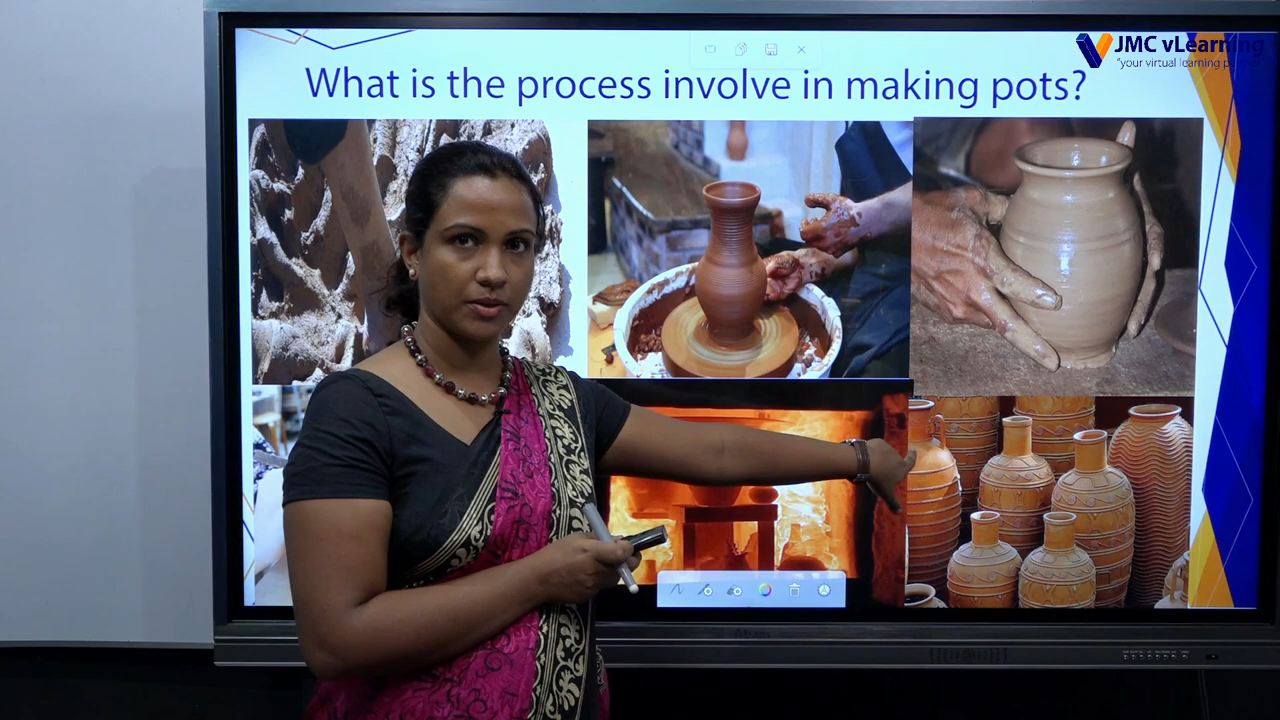 JMC vLearning
"your virtual learning
What is the process involve in making pots?